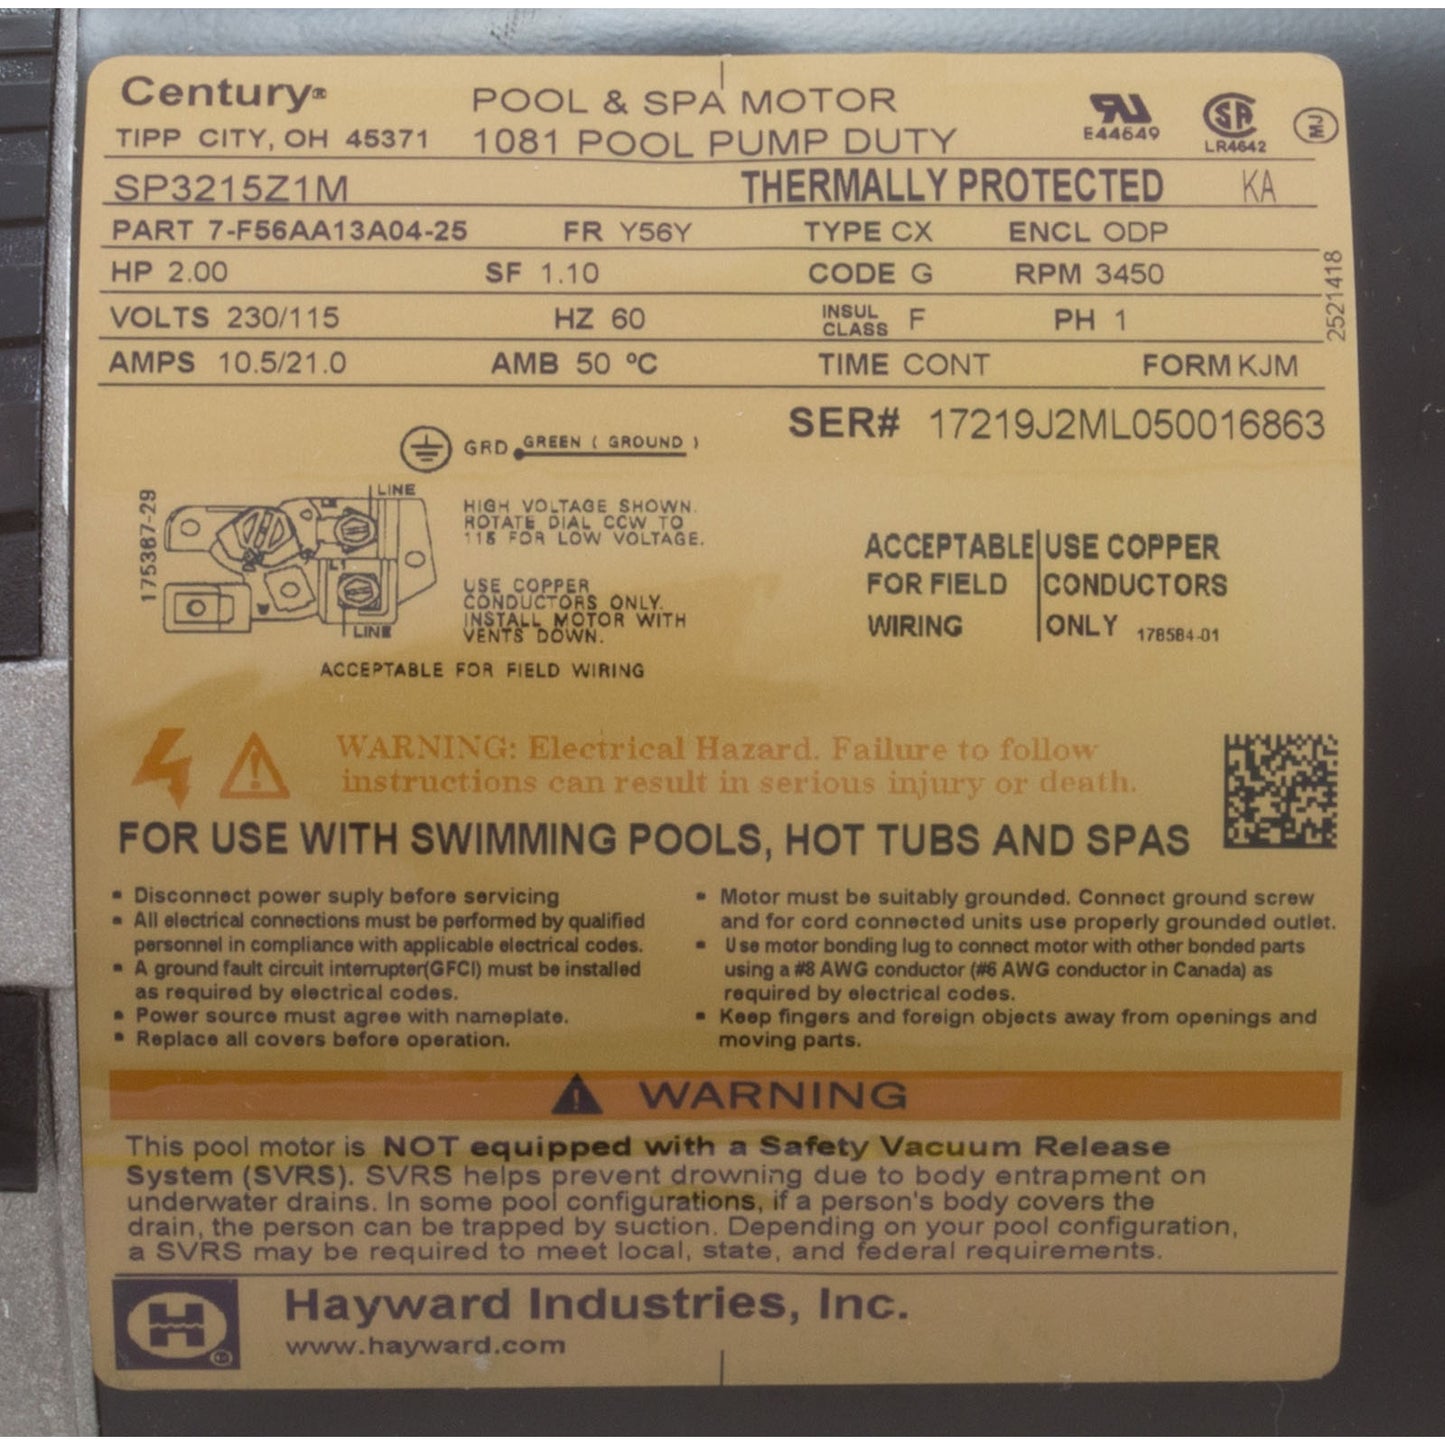 Century®
POOL & SPA MOTOR
TIPP CITY, OH 45371
1081 POOL PUMP DUTY
E44649
LR4642
MJ
SP3215Z1M THERMALLY PROTECTED KA
PART 7-F56AA13A04-25 FR Y56Y TYPE CX ENCL ODP
HP 2.00 SF 1.10 CODE G RPM 3450
VOLTS 230/115 HZ 60 INSUL CLASS F PH 1
AMPS 10.5/21.0 AMB 50 °C TIME CONT FORM KJM
2521418
SER# 17219J2ML050016863
GRD GREEN ( GROUND )
175387-29
LINE
L1
LINE
HIGH VOLTAGE SHOWN.
ROTATE DIAL CCW TO
115 FOR LOW VOLTAGE.
USE COPPER
CONDUCTORS ONLY.
INSTALL MOTOR WITH
VENTS DOWN.
ACCEPTABLE FOR FIELD WIRING
ACCEPTABLE
FOR FIELD
WIRING
USE COPPER
CONDUCTORS
ONLY 178584-01
WARNING: Electrical Hazard. Failure to follow
instructions can result in serious injury or death.
FOR USE WITH SWIMMING POOLS, HOT TUBS AND SPAS
▪ Disconnect power suply before servicing
▪ All electrical connections must be performed by qualified
personnel in compliance with applicable electrical codes.
▪ A ground fault circuit interrupter(GFCI) must be installed
as required by electrical codes.
▪ Power source must agree with nameplate.
▪ Replace all covers before operation.
▪ Motor must be suitably grounded. Connect ground screw
and for cord connected units use properly grounded outlet.
▪ Use motor bonding lug to connect motor with other bonded parts
using a #8 AWG conductor (#6 AWG conductor in Canada) as
required by electrical codes.
▪ Keep fingers and foreign objects away from openings and
moving parts.
WARNING
This pool motor is NOT equipped with a Safety Vacuum Release
System (SVRS). SVRS helps prevent drowning due to body entrapment on
underwater drains. In some pool configurations, if a person's body covers the
drain, the person can be trapped by suction. Depending on your pool configuration,
a SVRS may be required to meet local, state, and federal requirements.
H
Hayward Industries, Inc.
www.hayward.com